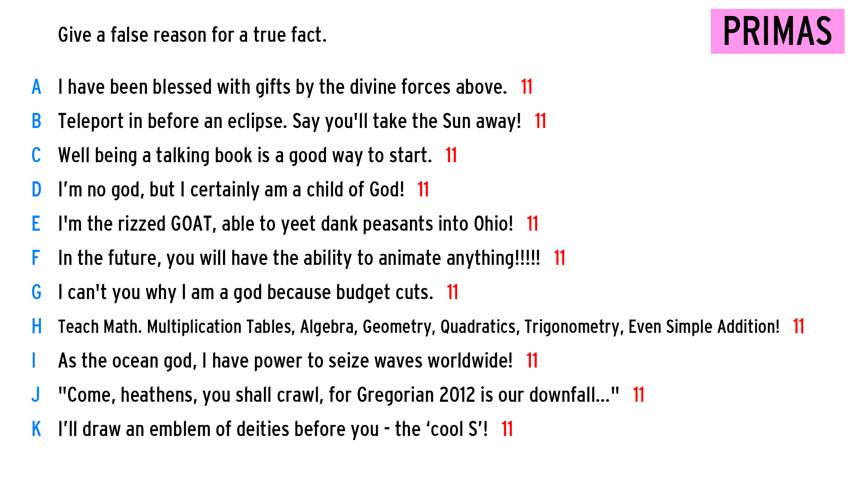 Give a false reason for a true fact.
PRIMAS
A I have been blessed with gifts by the divine forces above. 11
B Teleport in before an eclipse. Say you'll take the Sun away! 11
C Well being a talking book is a good way to start. 11
D I’m no god, but I certainly am a child of God! 11
E I'm the rizzed GOAT, able to yeet dank peasants into Ohio! 11
F In the future, you will have the ability to animate anything!!!!! 11
G I can't you why I am a god because budget cuts. 11
H Teach Math. Multiplication Tables, Algebra, Geometry, Quadratics, Trigonometry, Even Simple Addition! 11
I As the ocean god, I have power to seize waves worldwide! 11
J "Come, heathens, you shall crawl, for Gregorian 2012 is our downfall..." 11
K I’ll draw an emblem of deities before you - the ‘cool S’! 11